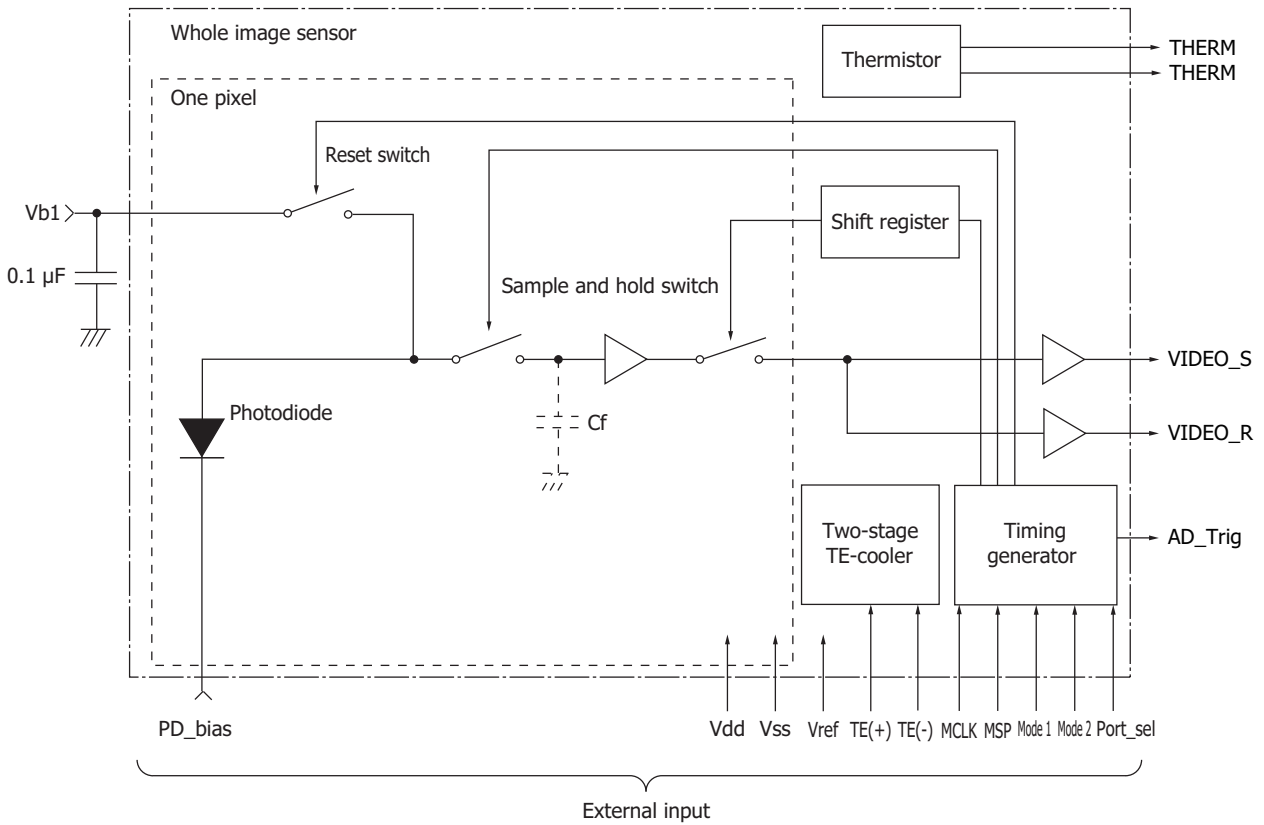 Whole image sensor
Thermistor
THERM
THERM
One pixel
Reset switch
Vb1
Shift register
0.1 µF
Sample and hold switch
VIDEO_S
Photodiode
Cf
VIDEO_R
Two-stage
TE-cooler
Timing
generator
AD_Trig
PD_bias
Vdd
Vss
Vref
TE(+)
TE(-)
MCLK
MSP
Mode 1
Mode 2
Port_sel
External input